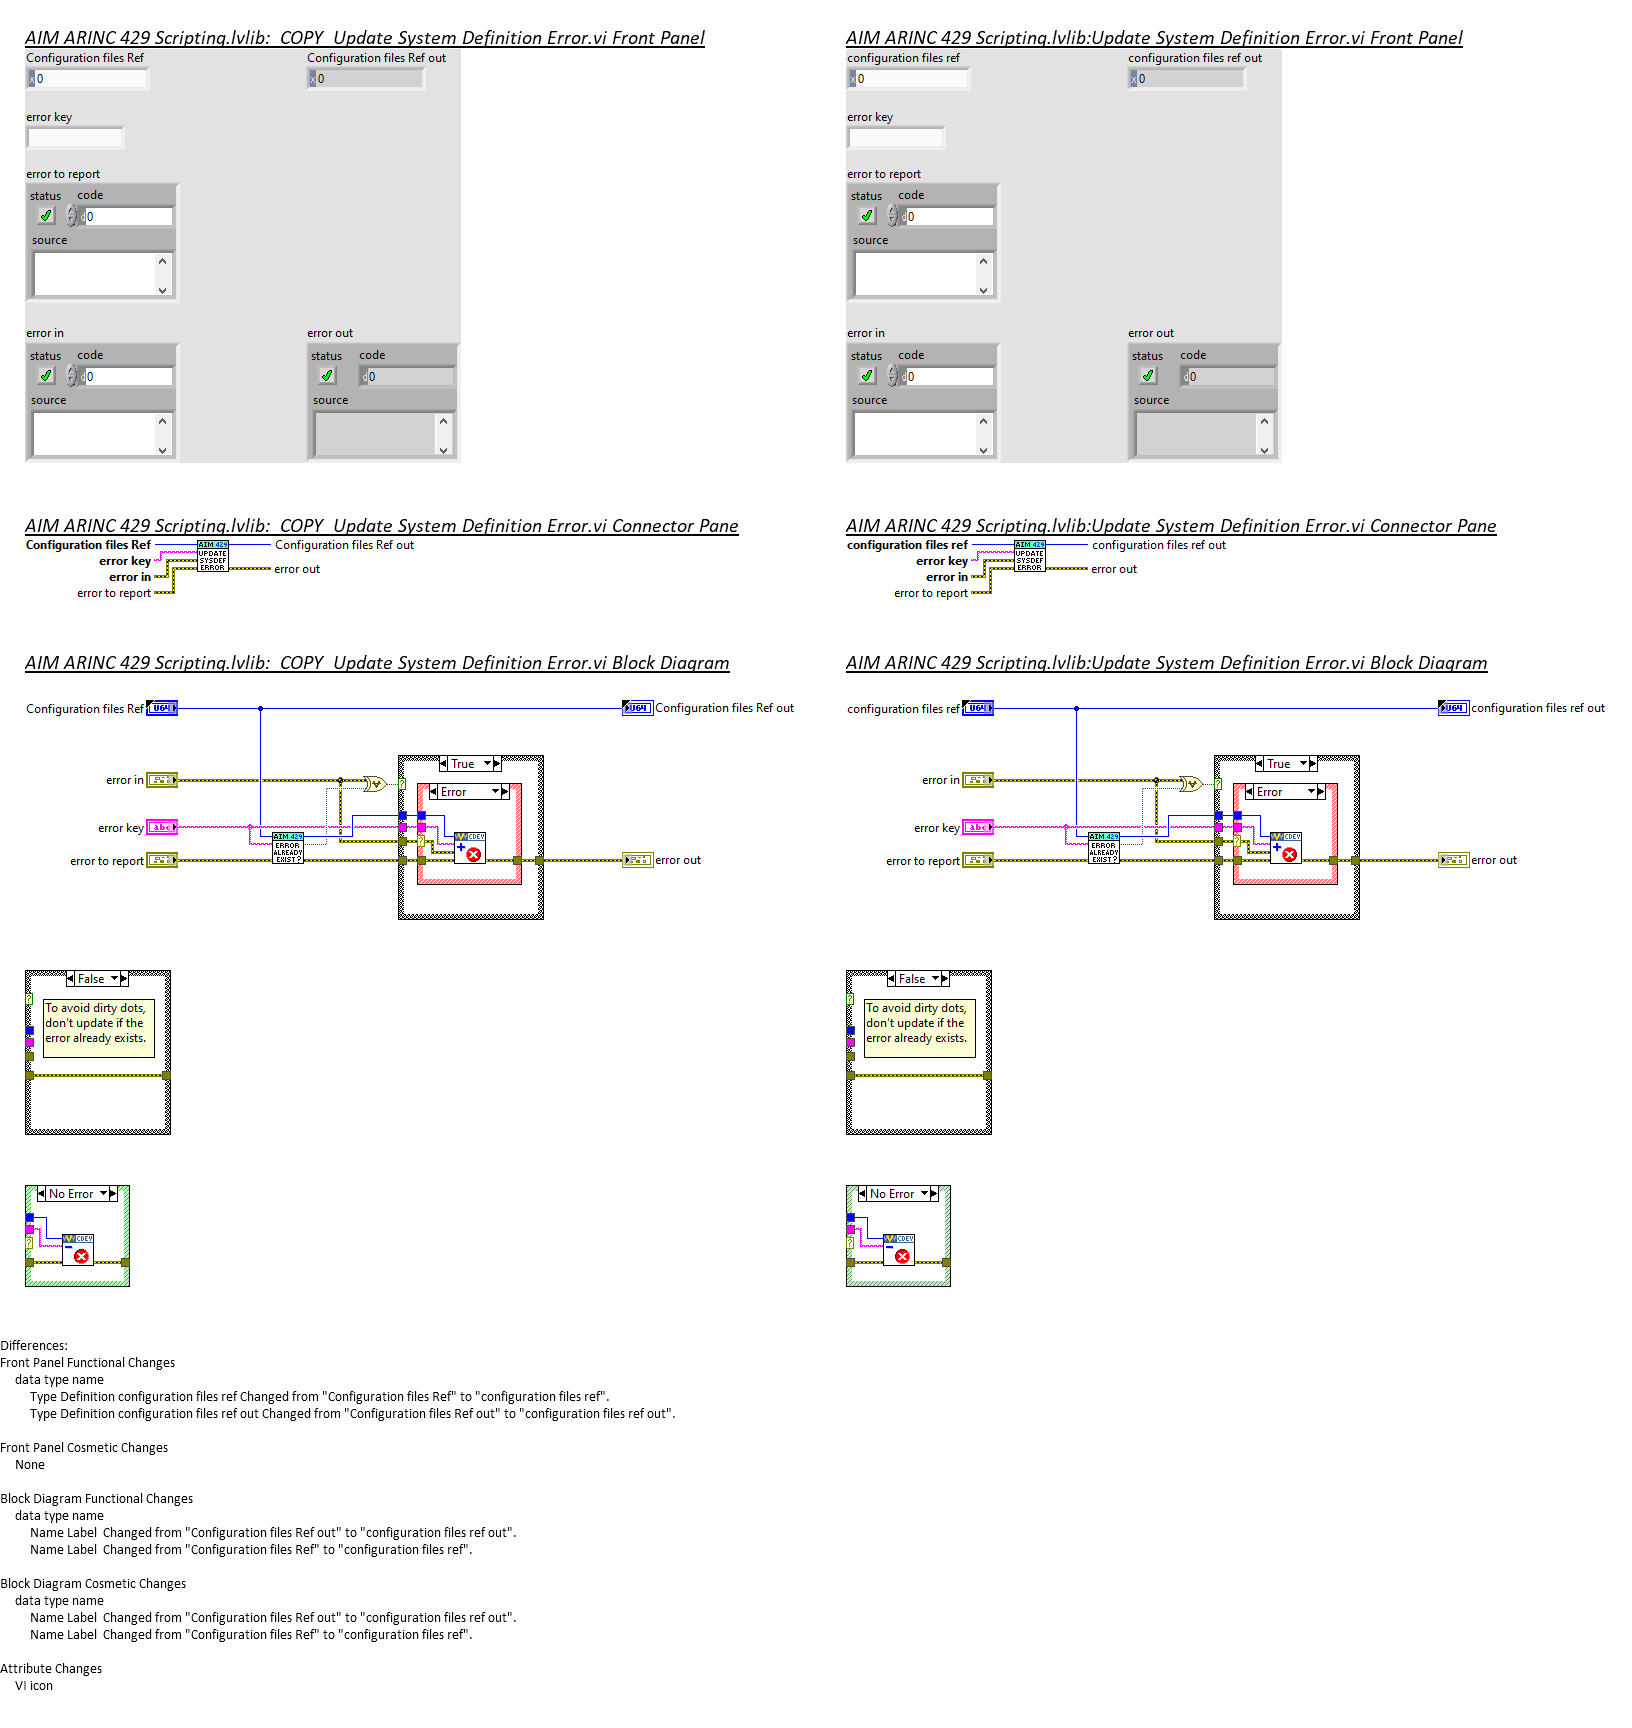 AIM ARINC 429 Scripting.lvlib:  COPY  Update System Definition Error.vi Front Panel
Configuration files Ref
Configuration files Ref out
x 0
x 0
error key
error to report
status
code
d 0
source
error in
error out
status
code
status
code
d 0
d 0
source
source
AIM ARINC 429 Scripting.lvlib:Update System Definition Error.vi Front Panel
configuration files ref
configuration files ref out
x 0
x 0
error key
error to report
status
code
d 0
source
error in
error out
status
code
status
code
d 0
d 0
source
source
AIM ARINC 429 Scripting.lvlib:  COPY  Update System Definition Error.vi Connector Pane
Configuration files Ref
error key
error in
error to report
AIM 429
UPDATE
SYSDEF
ERROR
Configuration files Ref out
error out
AIM ARINC 429 Scripting.lvlib:Update System Definition Error.vi Connector Pane
configuration files ref
error key
error in
error to report
AIM 429
UPDATE
SYSDEF
ERROR
configuration files ref out
error out
AIM ARINC 429 Scripting.lvlib:  COPY  Update System Definition Error.vi Block Diagram
Configuration files Ref
U64
U64
Configuration files Ref out
True
error in
Error
error key
abc
AIM 429
ERROR
ALREADY
EXIST?
CDEV
error to report
error out
False
To avoid dirty dots,
don't update if the
error already exists.
No Error
CDEV
AIM ARINC 429 Scripting.lvlib:Update System Definition Error.vi Block Diagram
configuration files ref
U64
U64
configuration files ref out
True
error in
Error
error key
abc
AIM 429
ERROR
ALREADY
EXIST?
CDEV
error to report
error out
False
To avoid dirty dots,
don't update if the
error already exists.
No Error
CDEV
Differences:
Front Panel Functional Changes
data type name
Type Definition configuration files ref Changed from "Configuration files Ref" to "configuration files ref".
Type Definition configuration files ref out Changed from "Configuration files Ref out" to "configuration files ref out".
Front Panel Cosmetic Changes
None
Block Diagram Functional Changes
data type name
Name Label  Changed from "Configuration files Ref out" to "configuration files ref out".
Name Label  Changed from "Configuration files Ref" to "configuration files ref".
Block Diagram Cosmetic Changes
data type name
Name Label  Changed from "Configuration files Ref out" to "configuration files ref out".
Name Label  Changed from "Configuration files Ref" to "configuration files ref".
Attribute Changes
VI icon